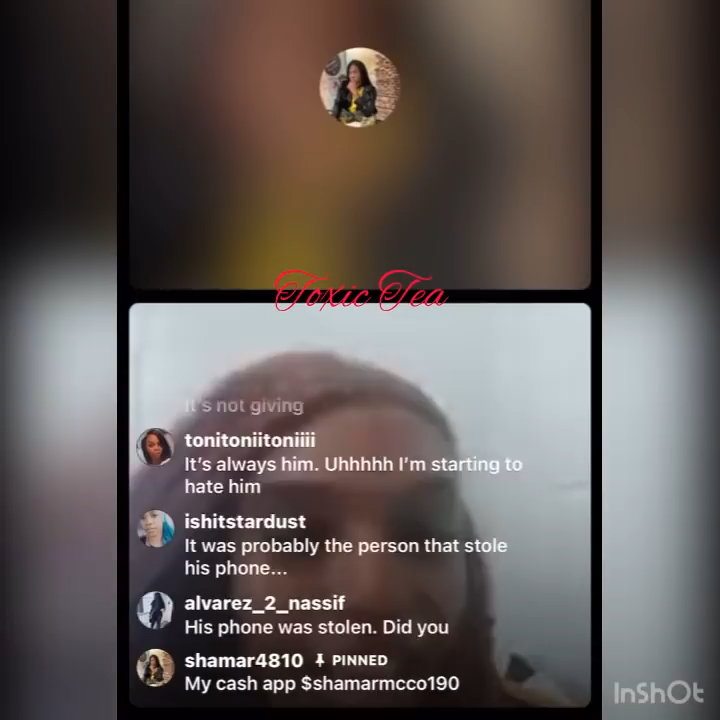 Toxic Tea
It's not giving
tonitoniitoniiii
It's always him. Uhhhhh I'm starting to
hate him
ishitstardust
It was probably the person that stole
his phone...
alvarez_2_nassif
His phone was stolen. Did you
shamar4810 PINNED
My cash app $shamarmcco190
InShOt